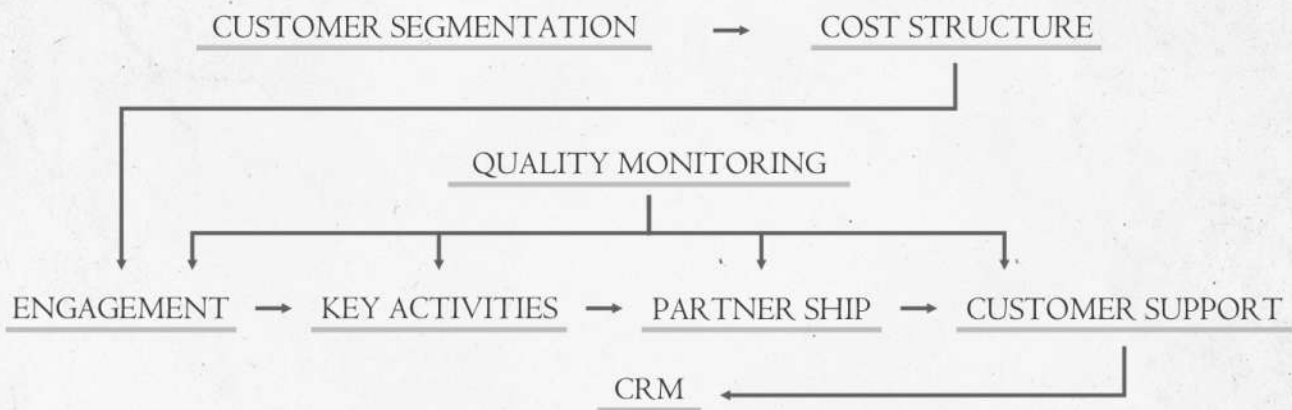 CUSTOMER SEGMENTATION
COST STRUCTURE
QUALITY MONITORING
ENGAGEMENT
KEY ACTIVITIES
PARTNER SHIP
CUSTOMER SUPPORT
CRM